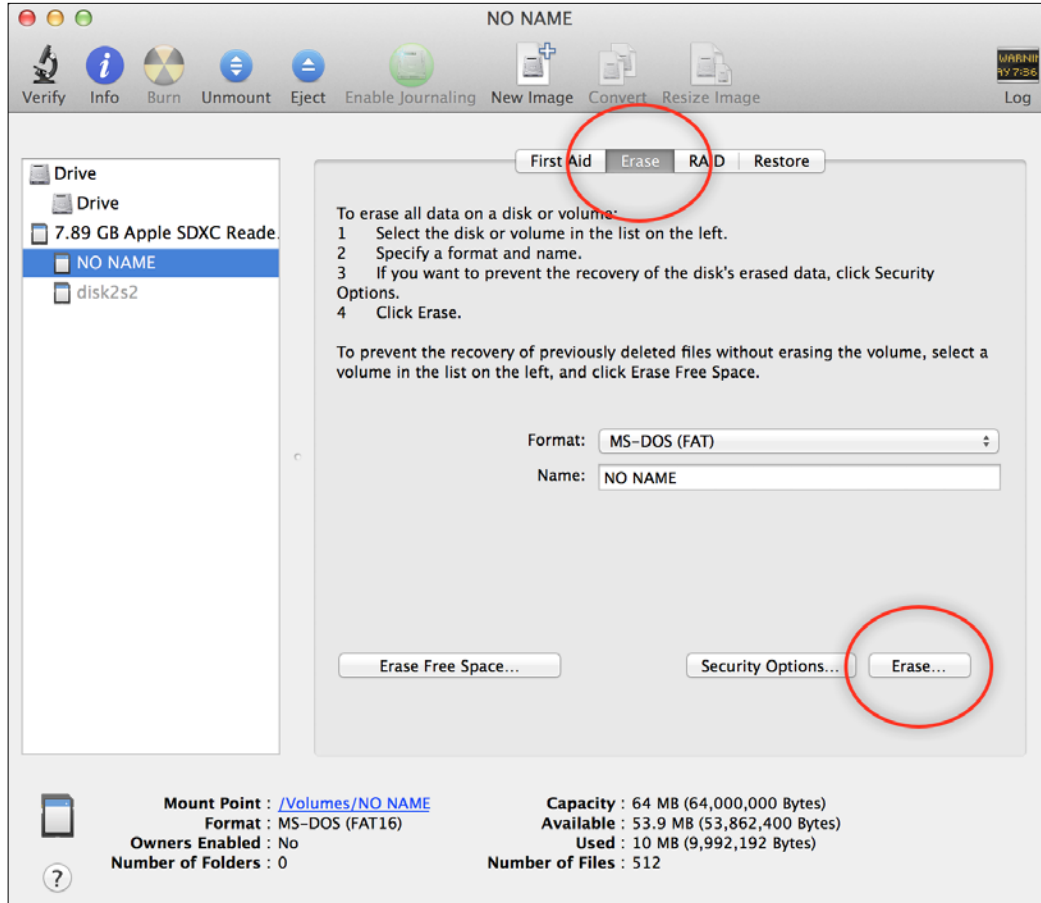 NO NAME
Verify Info Burn Unmount Eject Enable Journaling New Image Convert Resize Image Log
WARNIN
AY 7:36
First Aid Erase RAID Restore
Drive
Drive
7.89 GB Apple SDXC Reade
NO NAME
disk2s2
To erase all data on a disk or volume:
1 Select the disk or volume in the list on the left.
2 Specify a format and name.
3 If you want to prevent the recovery of the disk's erased data, click Security
Options.
4 Click Erase.
To prevent the recovery of previously deleted files without erasing the volume, select a
volume in the list on the left, and click Erase Free Space.
Format: MS-DOS (FAT)
Name: NO NAME
Erase Free Space... Security Options... Erase...
Mount Point : /Volumes/NO NAME
Format : MS-DOS (FAT16)
Owners Enabled : No
Number of Folders : 0
Capacity : 64 MB (64,000,000 Bytes)
Available : 53.9 MB (53,862,400 Bytes)
Used : 10 MB (9,992,192 Bytes)
Number of Files : 512
?